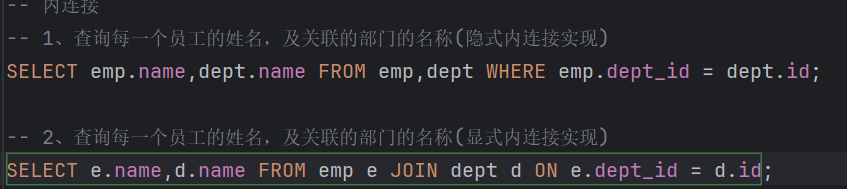 -- 内连接
-- 1、查询每一个员工的姓名，及关联的部门的名称(隐式内连接实现)
SELECT emp.name,dept.name FROM emp,dept WHERE emp.dept_id = dept.id;
-- 2、查询每一个员工的姓名，及关联的部门的名称(显式内连接实现)
SELECT e.name,d.name FROM emp e JOIN dept d ON e.dept_id = d.id;